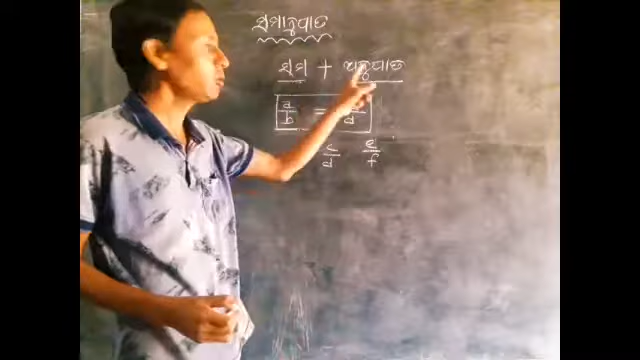 ସମାନୁପାତ
ସମ + ଅନୁପାତ
a/b = /d
c/d e/f